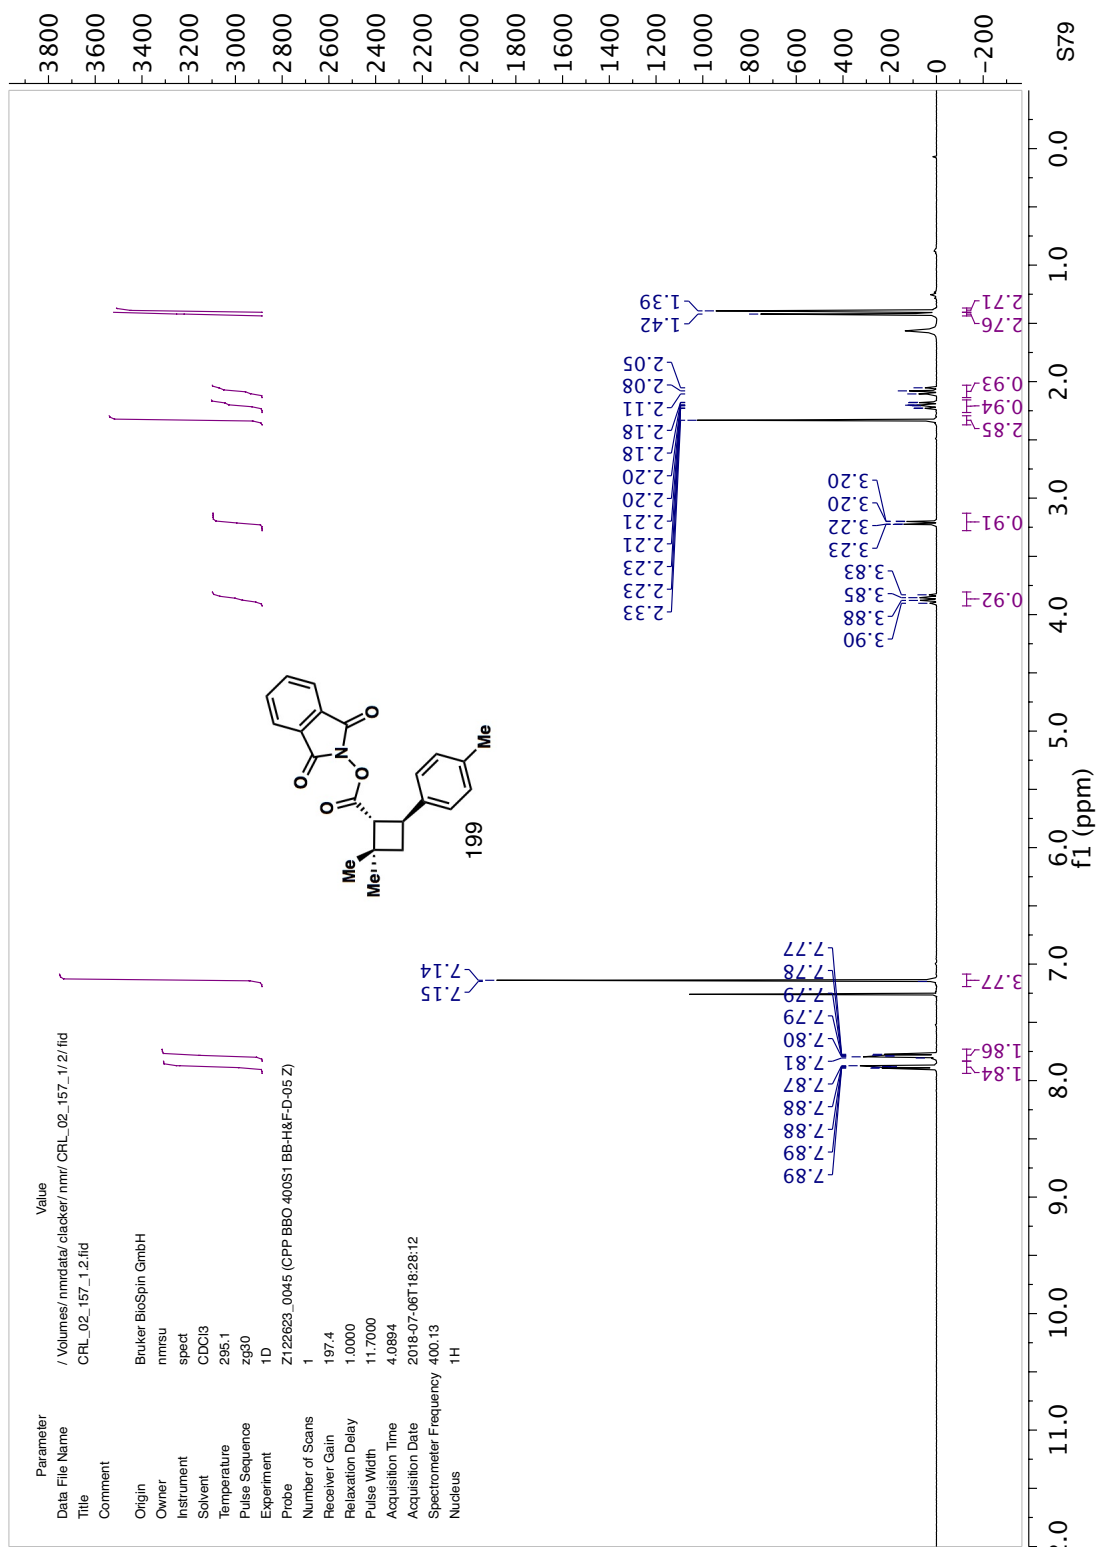 Parameter Value
Data File Name / Volumes/ nmrdata/ clacker/ nmr/ CRL_02_157_1/ 2/ fid
Title CRL_02_157_1.2.fid
Comment
Origin Bruker BioSpin GmbH
Owner nmrsu
Instrument spect
Solvent CDCl3
Temperature 295.1
Pulse Sequence zg30
Experiment 1D
Probe Z122623_0045 (CPP BBO 400S1 BB-H&F-D-05 Z)
Number of Scans 1
Receiver Gain 197.4
Relaxation Delay 1.0000
Pulse Width 11.7000
Acquisition Time 4.0894
Acquisition Date 2018-07-06T18:28:12
Spectrometer Frequency 400.13
Nucleus 1H
Me
Me
O
O
N
O
O
Me
199
7.89
7.89
7.88
7.88
7.87
7.81
7.80
7.79
7.79
7.78
7.77
7.15
7.14
3.90
3.88
3.85
3.83
3.23
3.22
3.20
3.20
2.33
2.23
2.23
2.21
2.21
2.20
2.20
2.18
2.18
2.11
2.08
2.05
1.42
1.39
1.84
1.86
3.77
0.92
0.91
2.85
0.94
0.93
2.76
2.71
2.0 11.0 10.0 9.0 8.0 7.0 6.0 5.0 4.0 3.0 2.0 1.0 0.0
f1 (ppm)
3800
3600
3400
3200
3000
2800
2600
2400
2200
2000
1800
1600
1400
1200
1000
800
600
400
200
0
−200
S79